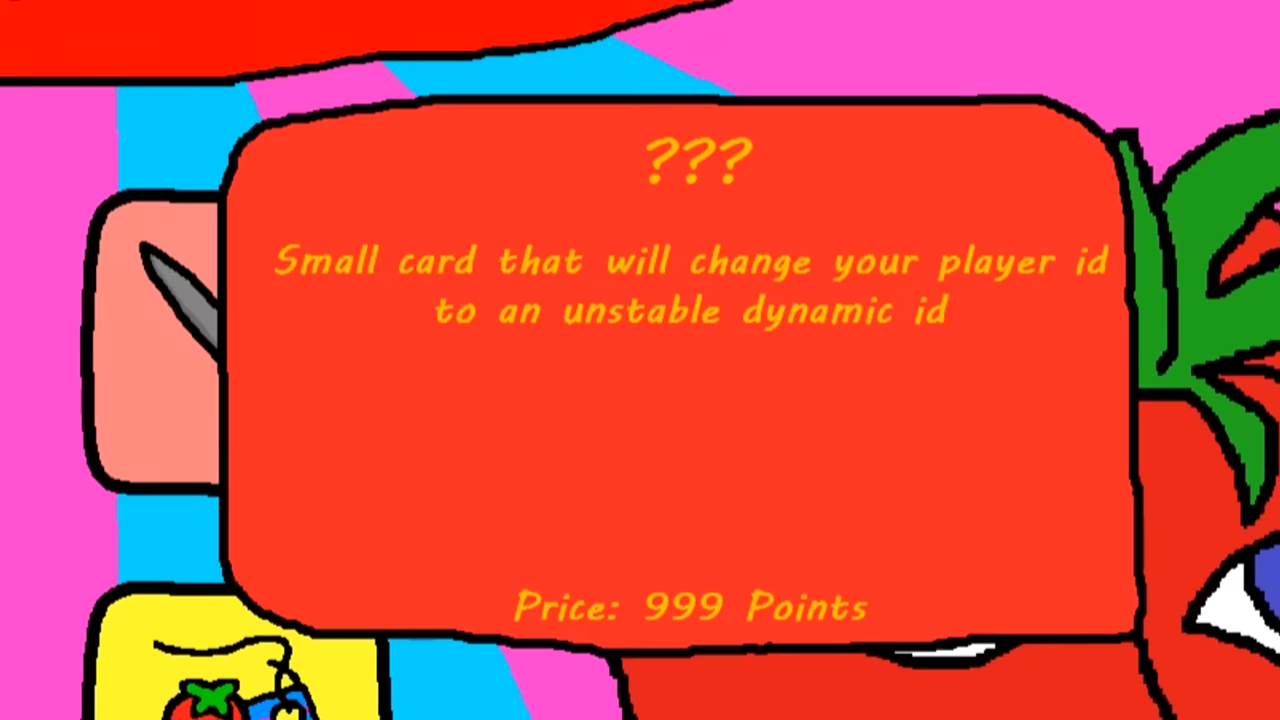 ???
Small card that will change your player id
to an unstable dynamic id
Price: 999 Points